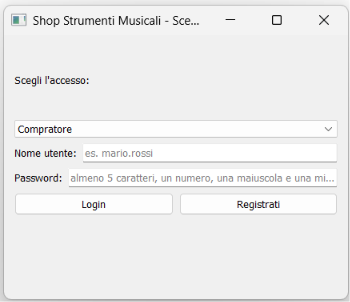 Shop Strumenti Musicali - Sce...
Scegli l'accesso:
Compratore
Nome utente: es. mario.rossi
Password: almeno 5 caratteri, un numero, una maiuscola e una mi...
Login Registrati